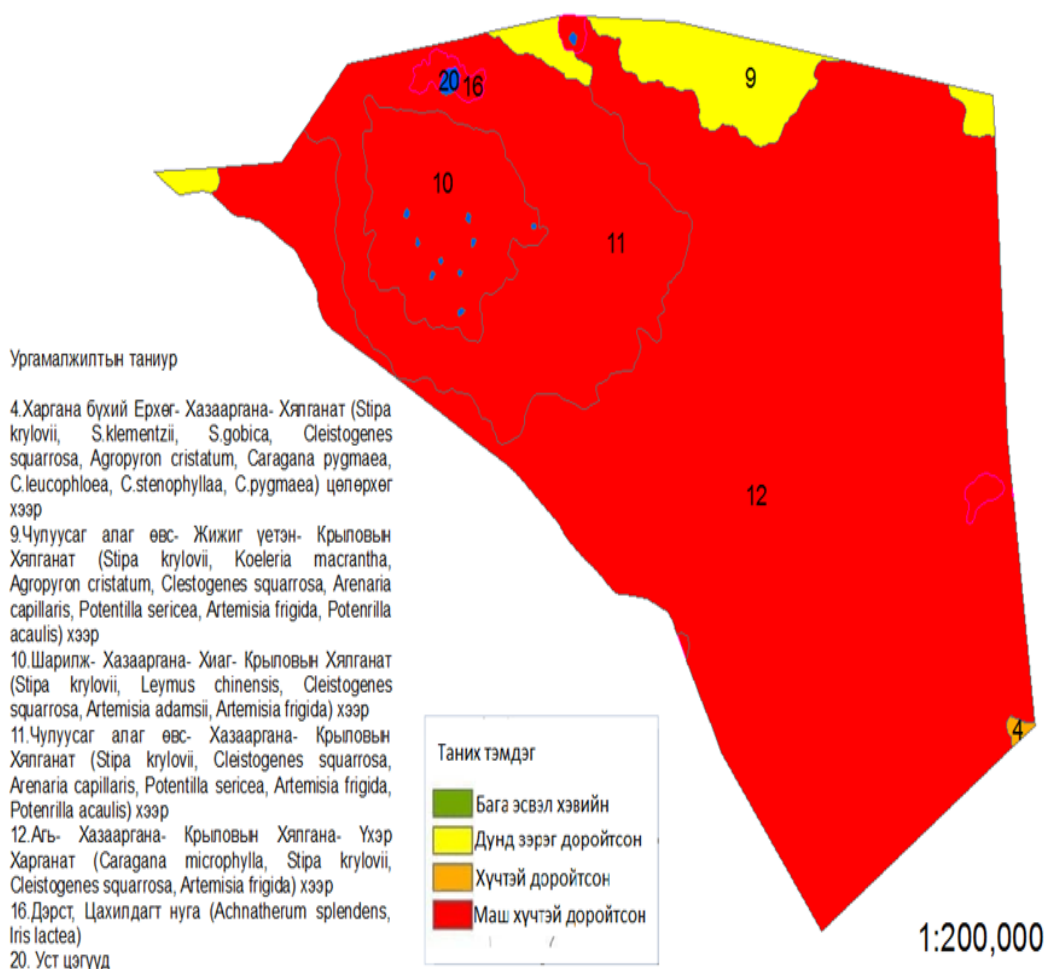 9
20 16
10
11
12
4
Ургамалжилтын таниур
4.Харгана бүхий Ерхөг- Хазааргана- Хялганат (Stipa
krylovii, S.klementzii, S.gobica, Cleistogenes
squarrosa, Agropyron cristatum, Caragana pygmaea,
C.leucophloea, C.stenophyllaa, C.pygmaea) цөлөрхөг
хээр
9.Чулуусаг алаг өвс- Жижиг үетэн- Крыловын
Хялганат (Stipa krylovii, Koeleria macrantha,
Agropyron cristatum, Clestogenes squarrosa, Arenaria
capillaris, Potentilla sericea, Artemisia frigida, Potenrilla
acaulis) хээр
10.Шарилж- Хазааргана- Хиаг- Крыловын Хялганат
(Stipa krylovii, Leymus chinensis, Cleistogenes
squarrosa, Artemisia adamsii, Artemisia frigida) хээр
11.Чулуусаг алаг өвс- Хазааргана- Крыловын
Хялганат (Stipa krylovii, Cleistogenes squarrosa,
Arenaria capillaris, Potentilla sericea, Artemisia frigida,
Potenrilla acaulis) хээр
12.Агь- Хазааргана- Крыловын Хялгана- Үхэр
Харганат (Caragana microphylla, Stipa krylovii,
Cleistogenes squarrosa, Artemisia frigida) хээр
16.Дэрст, Цахилдагт нуга (Achnatherum splendens,
Iris lactea)
20. Уст цэгүүд
Таних тэмдэг
Бага эсвэл хэвийн
Дунд зэрэг доройтсон
Хүчтэй доройтсон
Маш хүчтэй доройтсон
1:200,000